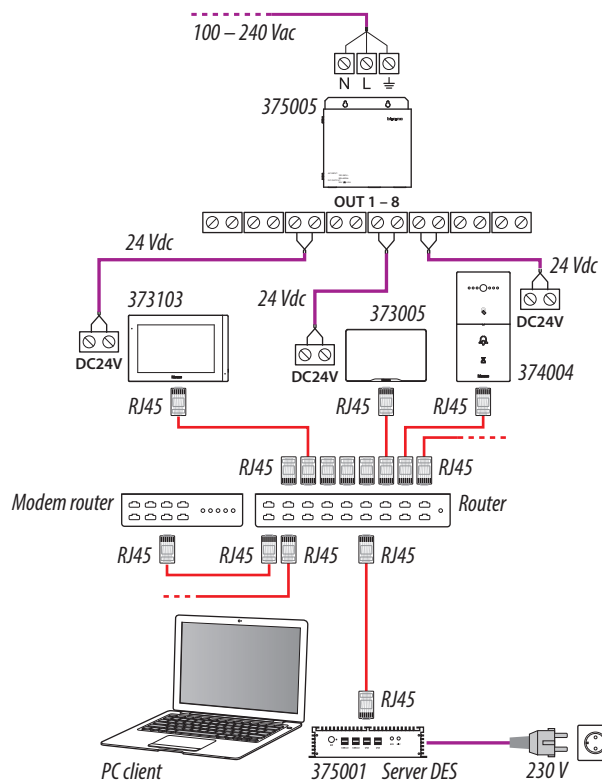 100 – 240 Vac
N L
375005
OUT 1 – 8
24 Vdc
24 Vdc
24 Vdc
373103
373005
DC24V
DC24V
DC24V
374004
RJ45
RJ45
RJ45
RJ45
RJ45
Modem router
Router
RJ45
RJ45
RJ45
RJ45
PC client
375001
Server DES
230 V